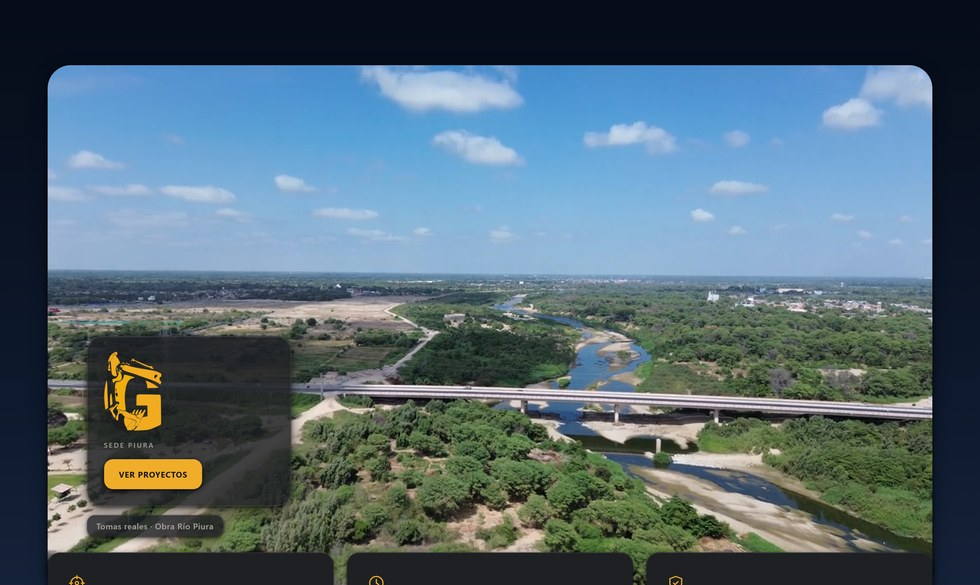 G
SEDE PIURA
VER PROYECTOS
Tomas reales · Obra Río Piura